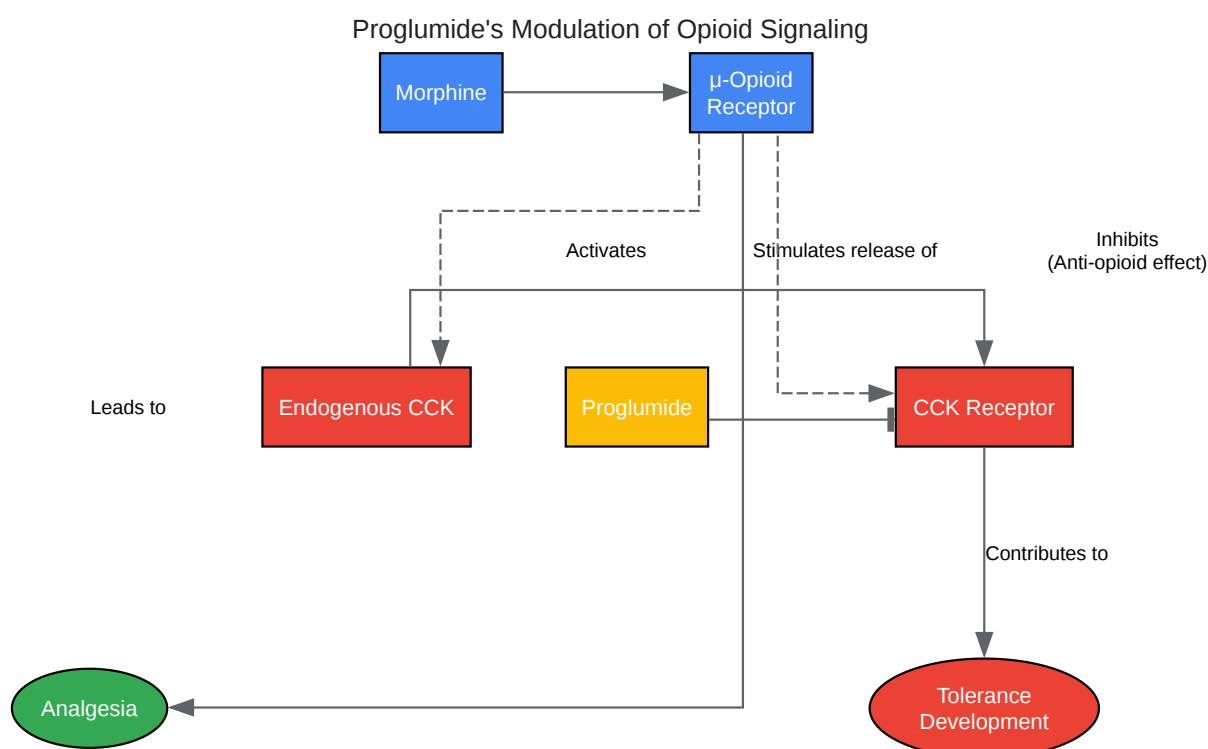 Proglumide's Modulation of Opioid Signaling
Morphine
μ-Opioid
Receptor
Activates
Stimulates release of
Inhibits
(Anti-opioid effect)
Leads to
Endogenous CCK
Proglumide
CCK Receptor
Contributes to
Analgesia
Tolerance
Development